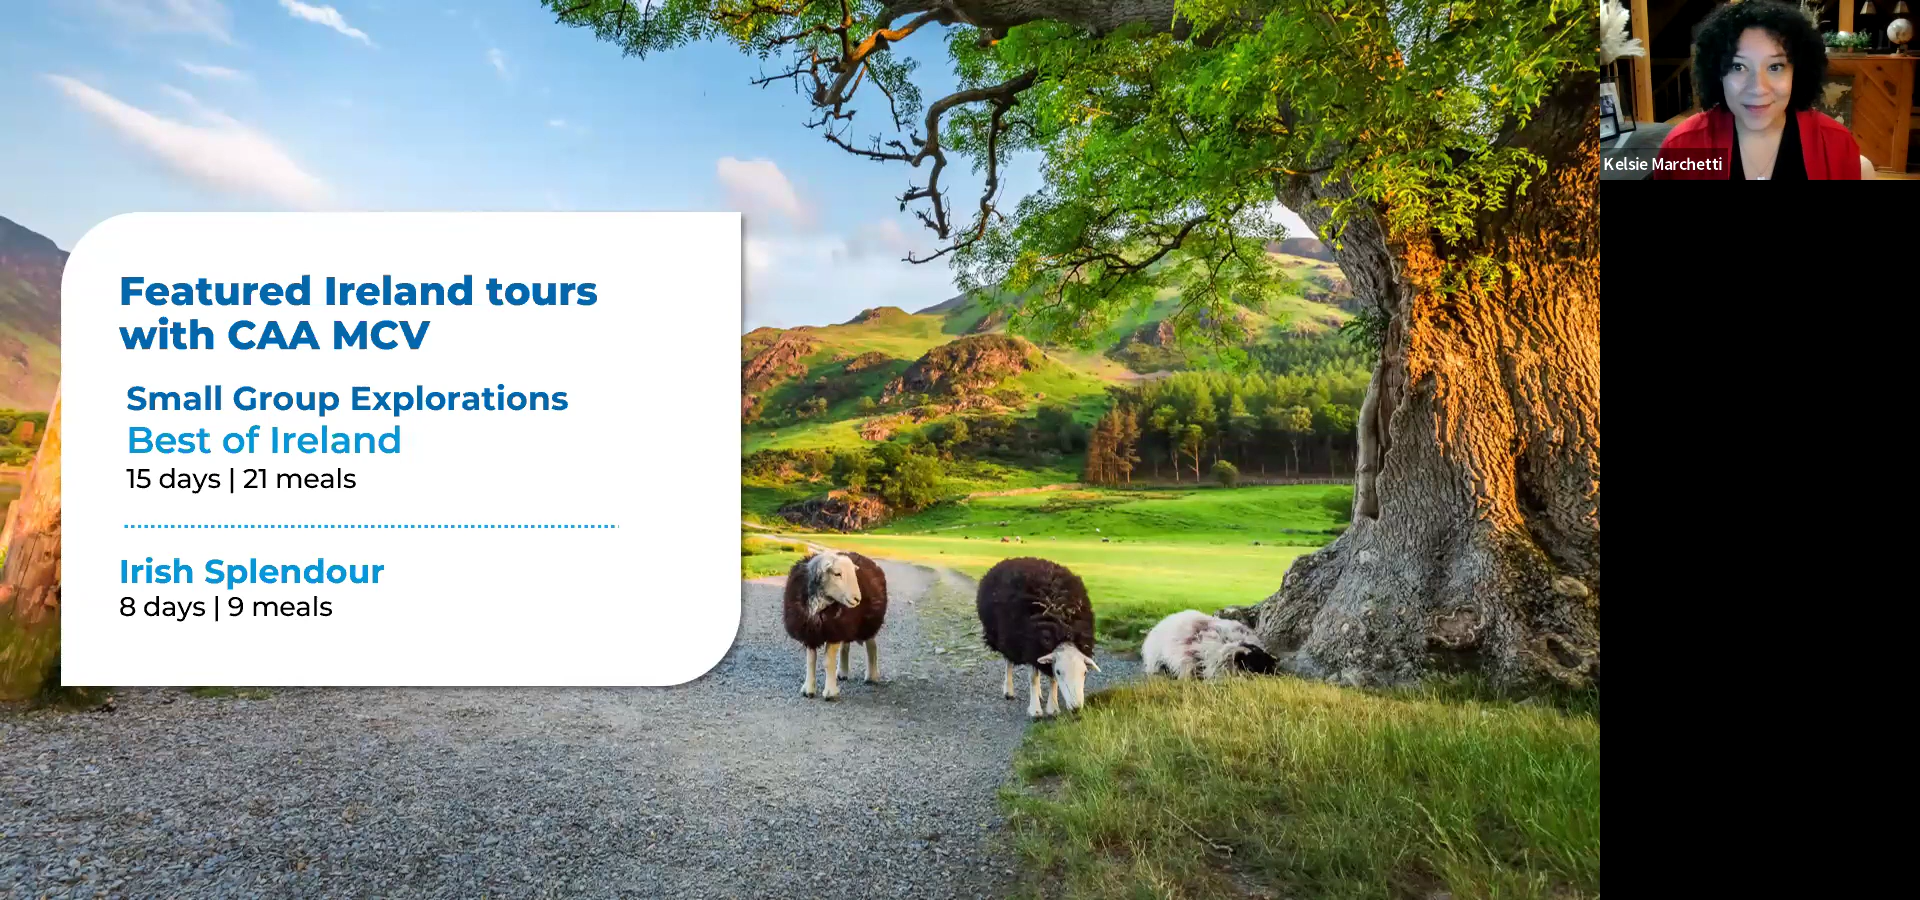 Featured Ireland tours
with CAA MCV
Small Group Explorations
Best of Ireland
15 days | 21 meals
Irish Splendour
8 days | 9 meals
Kelsie Marchetti